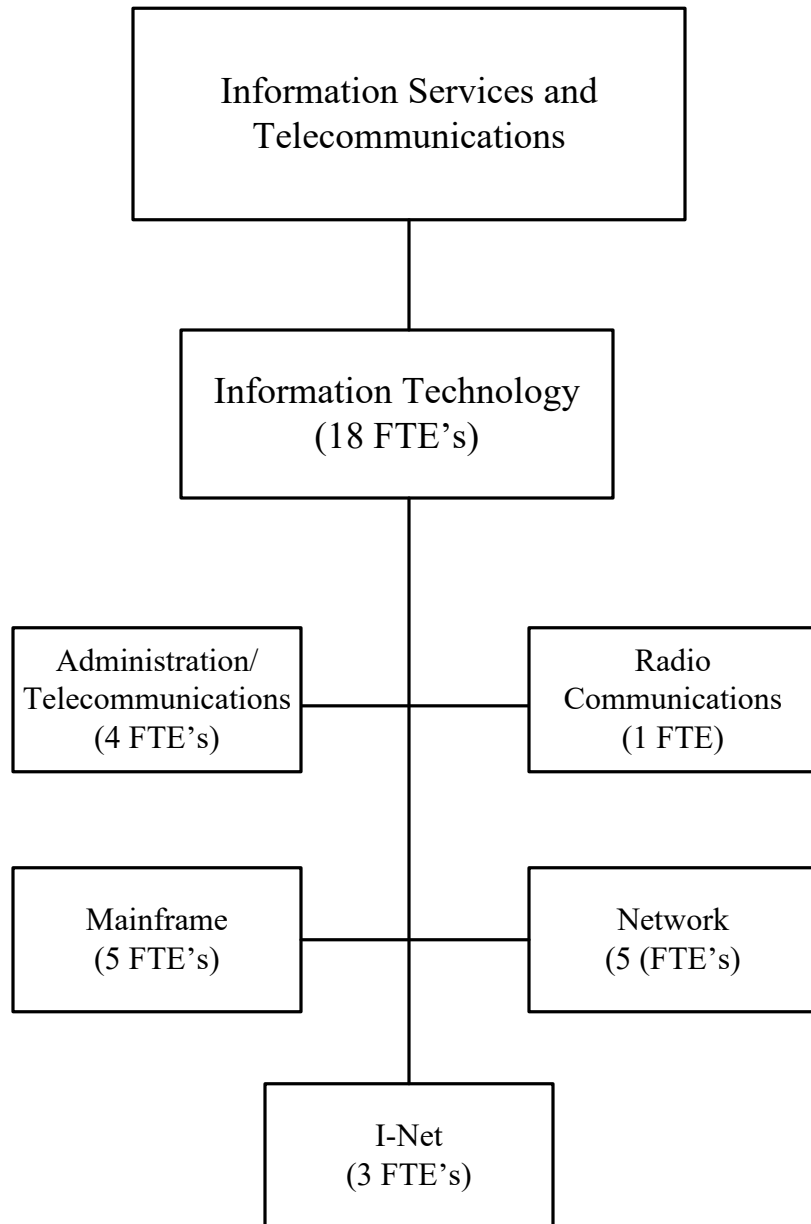 Information Services and
Telecommunications
Information Technology
(18 FTE’s)
Administration/
Telecommunications
(4 FTE’s)
Radio
Communications
(1 FTE)
Mainframe
(5 FTE’s)
Network
(5 (FTE’s)
I-Net
(3 FTE’s)